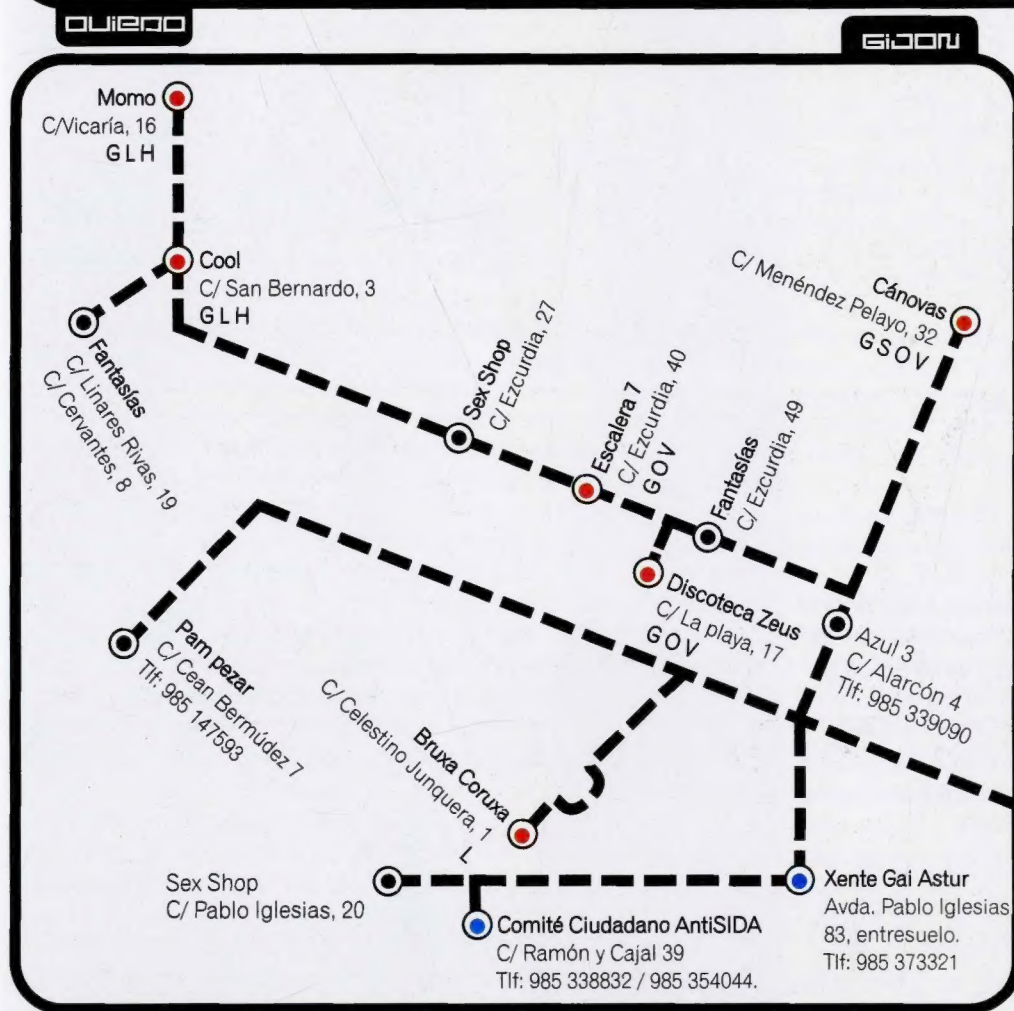 OVIEDO
GIJON
Momo
C/Vicaría, 16
GLH
Cool
C/ San Bernardo, 3
GLH
Fantasías
C/ Linares Rivas, 19
C/ Cervantes, 8
Sex Shop
C/ Ezcurdia, 27
Escalera 7
C/ Ezcurdia, 40
GOV
Fantasías
C/ Ezcurdia, 49
Cánovas
C/ Menéndez Pelayo, 32
GSOV
Discoteca Zeus
C/ La playa, 17
GOV
Azul 3
C/ Alarcón 4
Tlf: 985 339090
Pam pezar
C/ Cean Bermúdez 7
Tlf: 985 147593
Bruxa Coruxa
C/ Celestino Junquera, 1
L
Sex Shop
C/ Pablo Iglesias, 20
Comité Ciudadano AntiSIDA
C/ Ramón y Cajal 39
Tlf: 985 338832 / 985 354044.
Xente Gai Astur
Avda. Pablo Iglesias
83, entresuelo.
Tlf: 985 373321